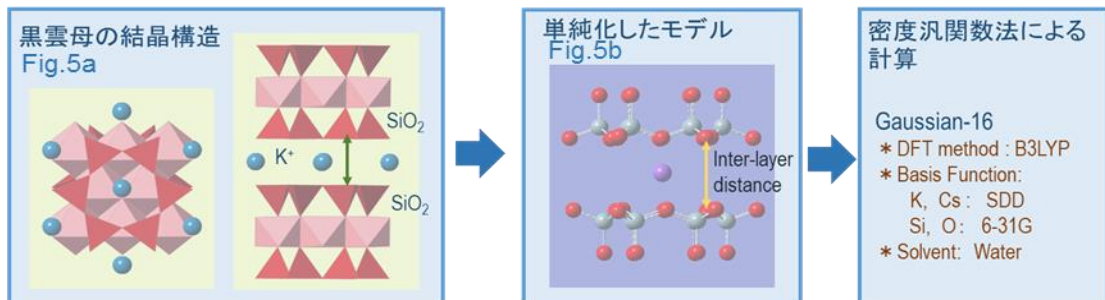 黒雲母の結晶構造
Fig.5a
SiO2
K+
SiO2
単純化したモデル
Fig.5b
Inter-layer
distance
密度汎関数法による
計算
Gaussian-16
* DFT method : B3LYP
* Basis Function:
K, Cs : SDD
Si, O : 6-31G
* Solvent: Water